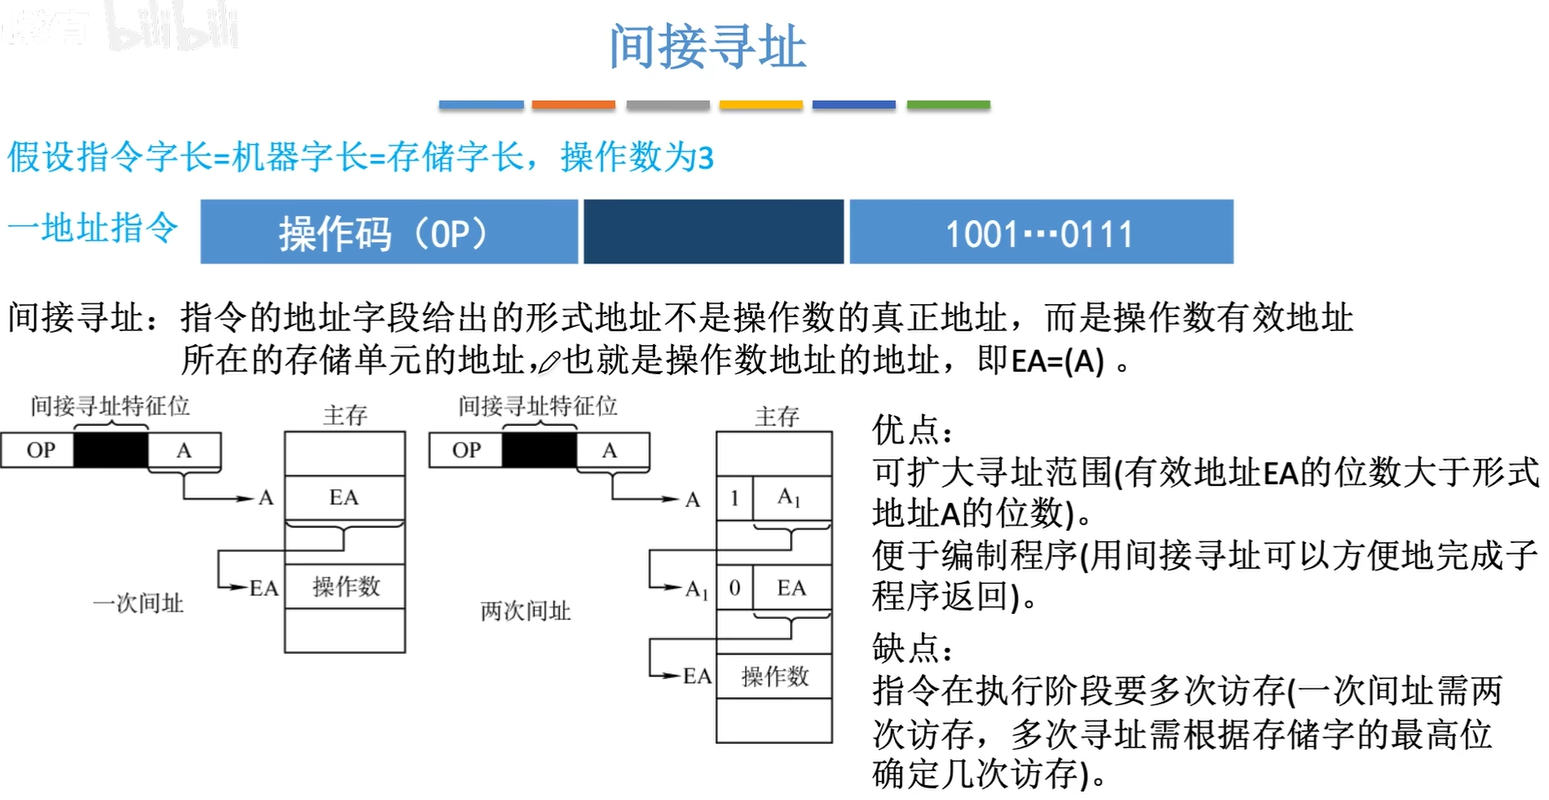 bilibili
间接寻址
假设指令字长=机器字长=存储字长，操作数为3
一地址指令 操作码（OP） 1001…0111
间接寻址：指令的地址字段给出的形式地址不是操作数的真正地址，而是操作数有效地址
所在的存储单元的地址，也就是操作数地址的地址，即EA=(A) 。
间接寻址特征位
主存
OP
A
A
EA
EA
操作数
一次间址
间接寻址特征位
主存
OP
A
A
1
A1
A1
0
EA
EA
操作数
两次间址
优点：
可扩大寻址范围(有效地址EA的位数大于形式
地址A的位数)。
便于编制程序(用间接寻址可以方便地完成子
程序返回)。
缺点：
指令在执行阶段要多次访存(一次间址需两
次访存，多次寻址需根据存储字的最高位
确定几次访存)。